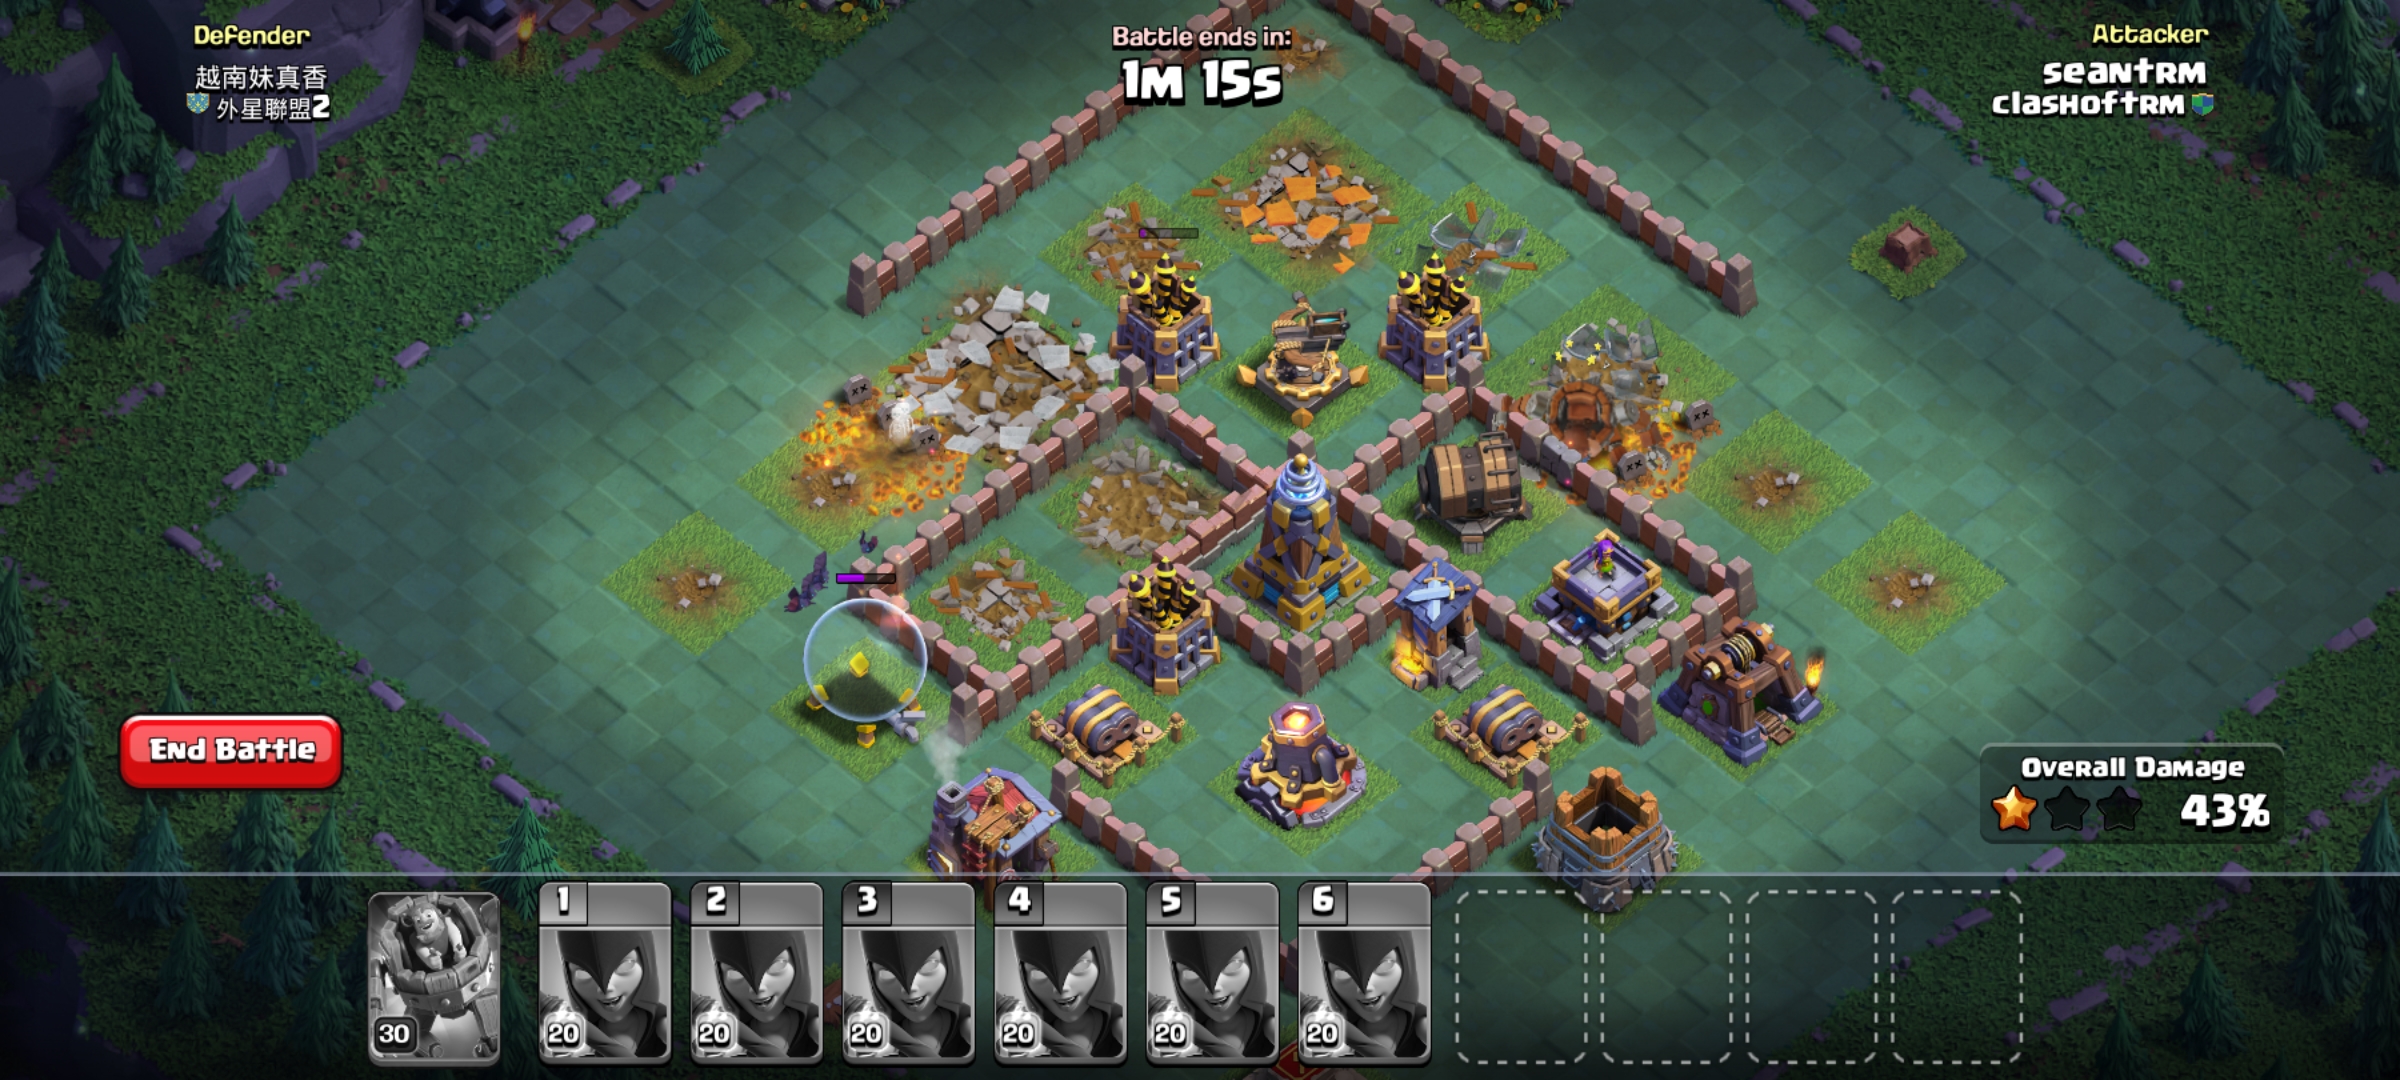 Defender
越南妹真香
外星聯盟2
Battle ends in:
1M 15s
Attacker
seantRM
clashoftRM
End Battle
Overall Damage
43%
30
1
20
2
20
3
20
4
20
5
20
6
20